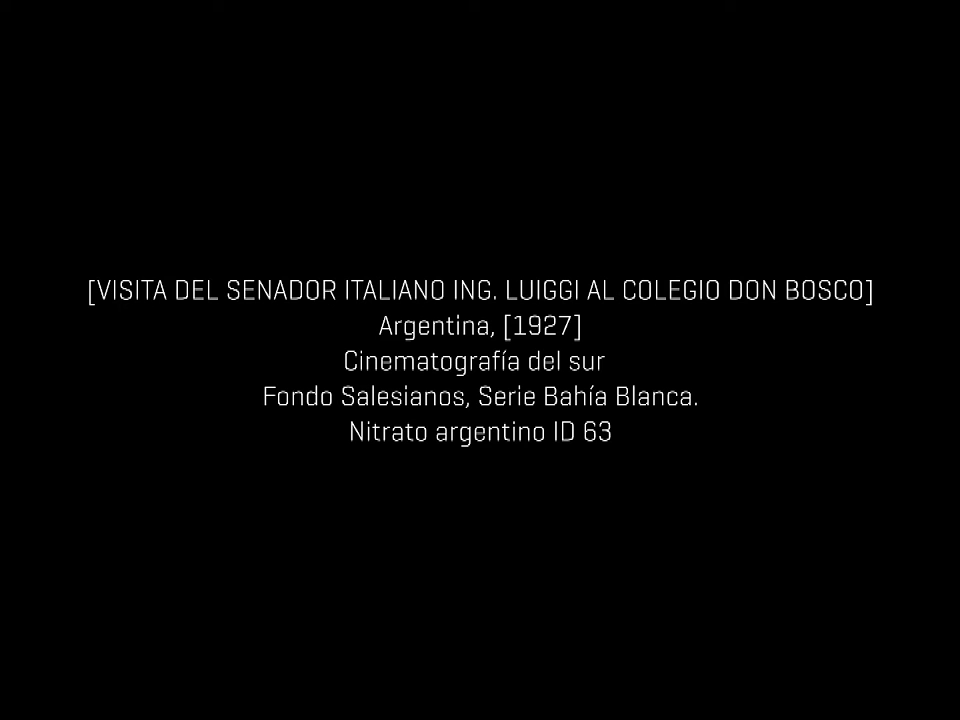 [VISITA DEL SENADOR ITALIANO ING. LUIGGI AL COLEGIO DON BOSCO]
Argentina, [1927]
Cinematografía del sur
Fondo Salesianos, Serie Bahía Blanca.
Nitrato argentino ID 63